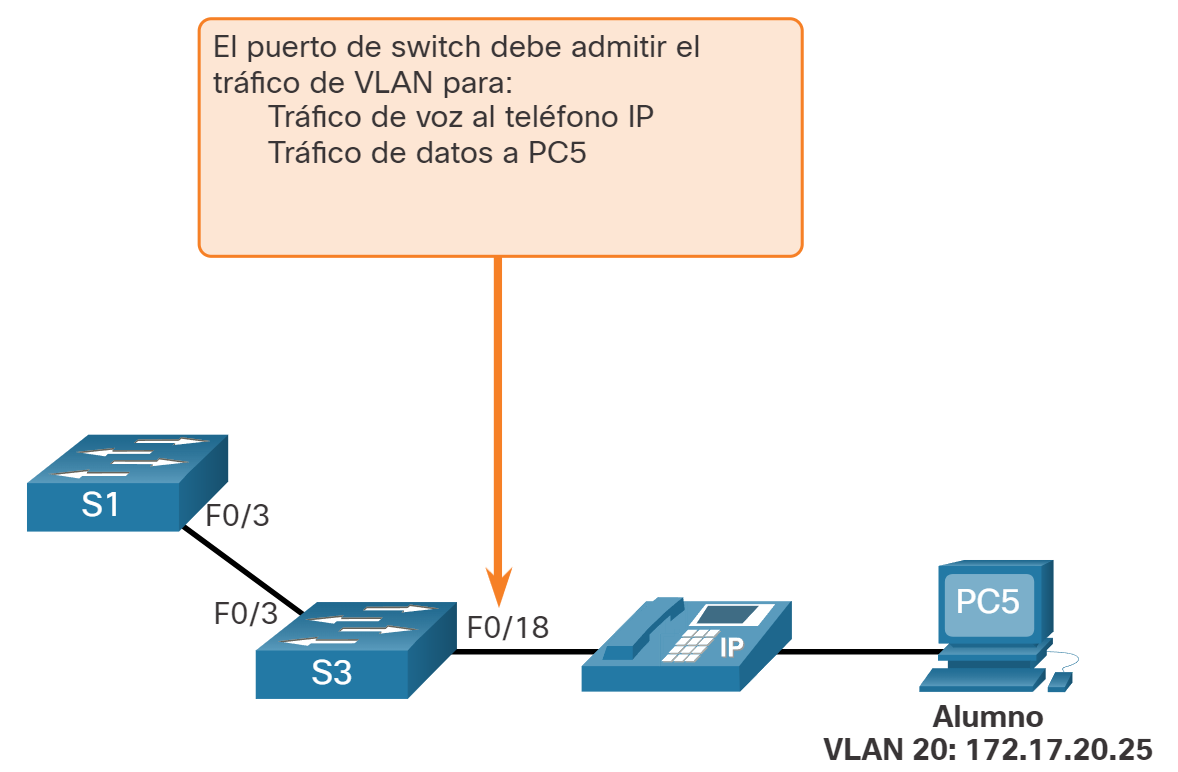 El puerto de switch debe admitir el
tráfico de VLAN para:
Tráfico de voz al teléfono IP
Tráfico de datos a PC5
S1
F0/3
F0/3
F0/18
S3
IP
PC5
Alumno
VLAN 20: 172.17.20.25